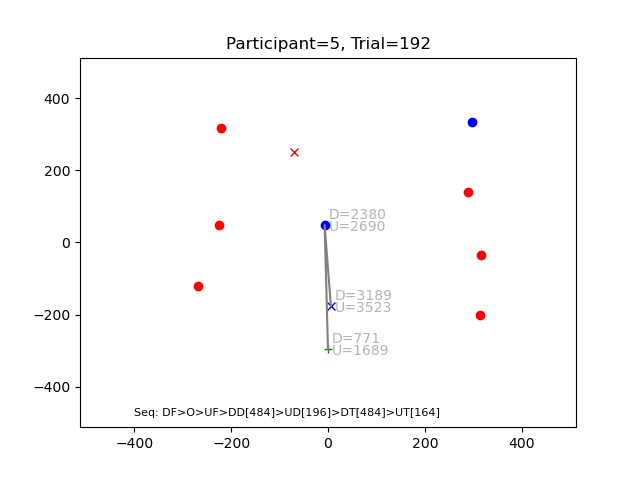 Participant=5, Trial=192
400
200
0
−200
−400
D=2380
U=2690
D=3189
U=3523
D=771
U=1689
Seq: DF>O>UF>DD[484]>UD[196]>DT[484]>UT[164]
−400 −200 0 200 400